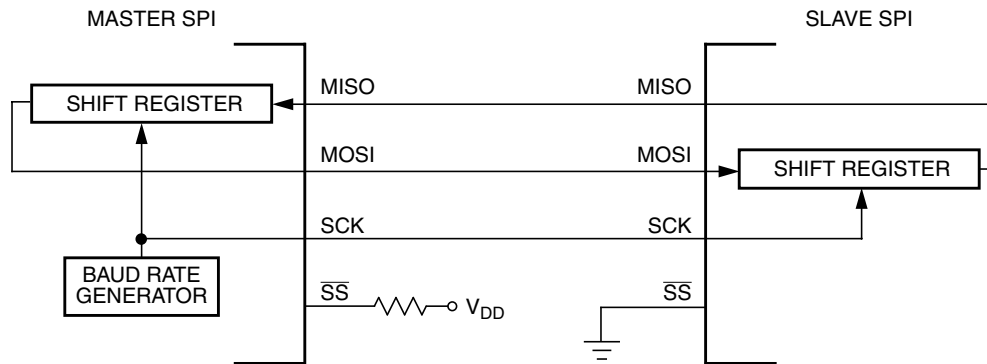 MASTER SPI
SLAVE SPI
MISO
MISO
SHIFT REGISTER
MOSI
MOSI
SHIFT REGISTER
SCK
SCK
BAUD RATE
GENERATOR
SS
VDD
SS